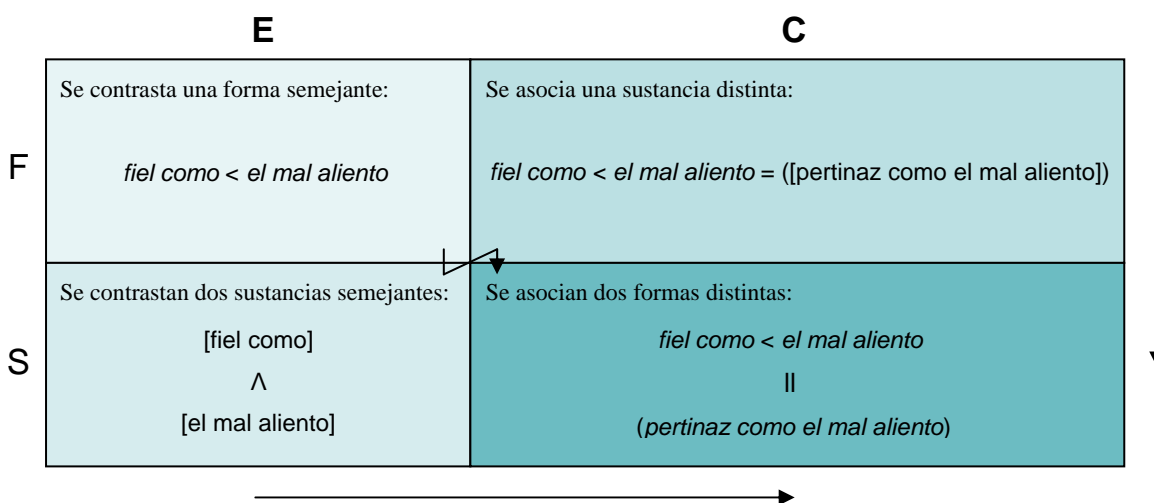 E C
Se contrasta una forma semejante: Se asocia una sustancia distinta:
F fiel como < el mal aliento fiel como < el mal aliento = ([pertinaz como el mal aliento])
Se contrastan dos sustancias semejantes: Se asocian dos formas distintas:
[fiel como] fiel como < el mal aliento
S Λ ||
[el mal aliento] (pertinaz como el mal aliento)